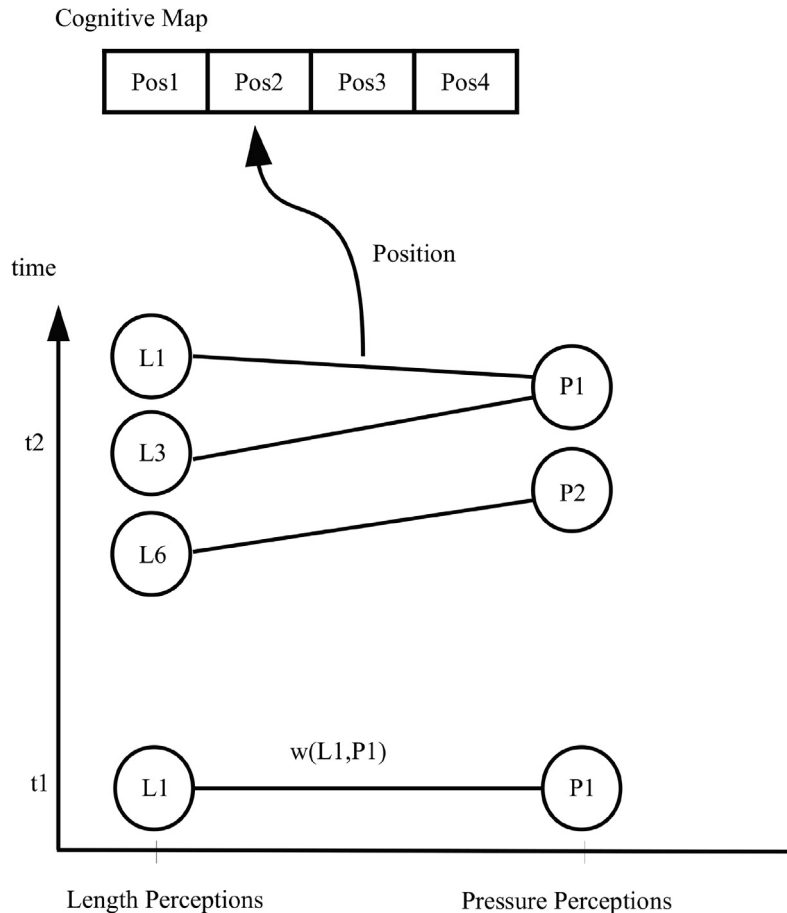 Cognitive Map
Pos1 Pos2 Pos3 Pos4
Position
time
L1
P1
t2
L3
P2
L6
w(L1,P1)
t1
L1
P1
Length Perceptions
Pressure Perceptions